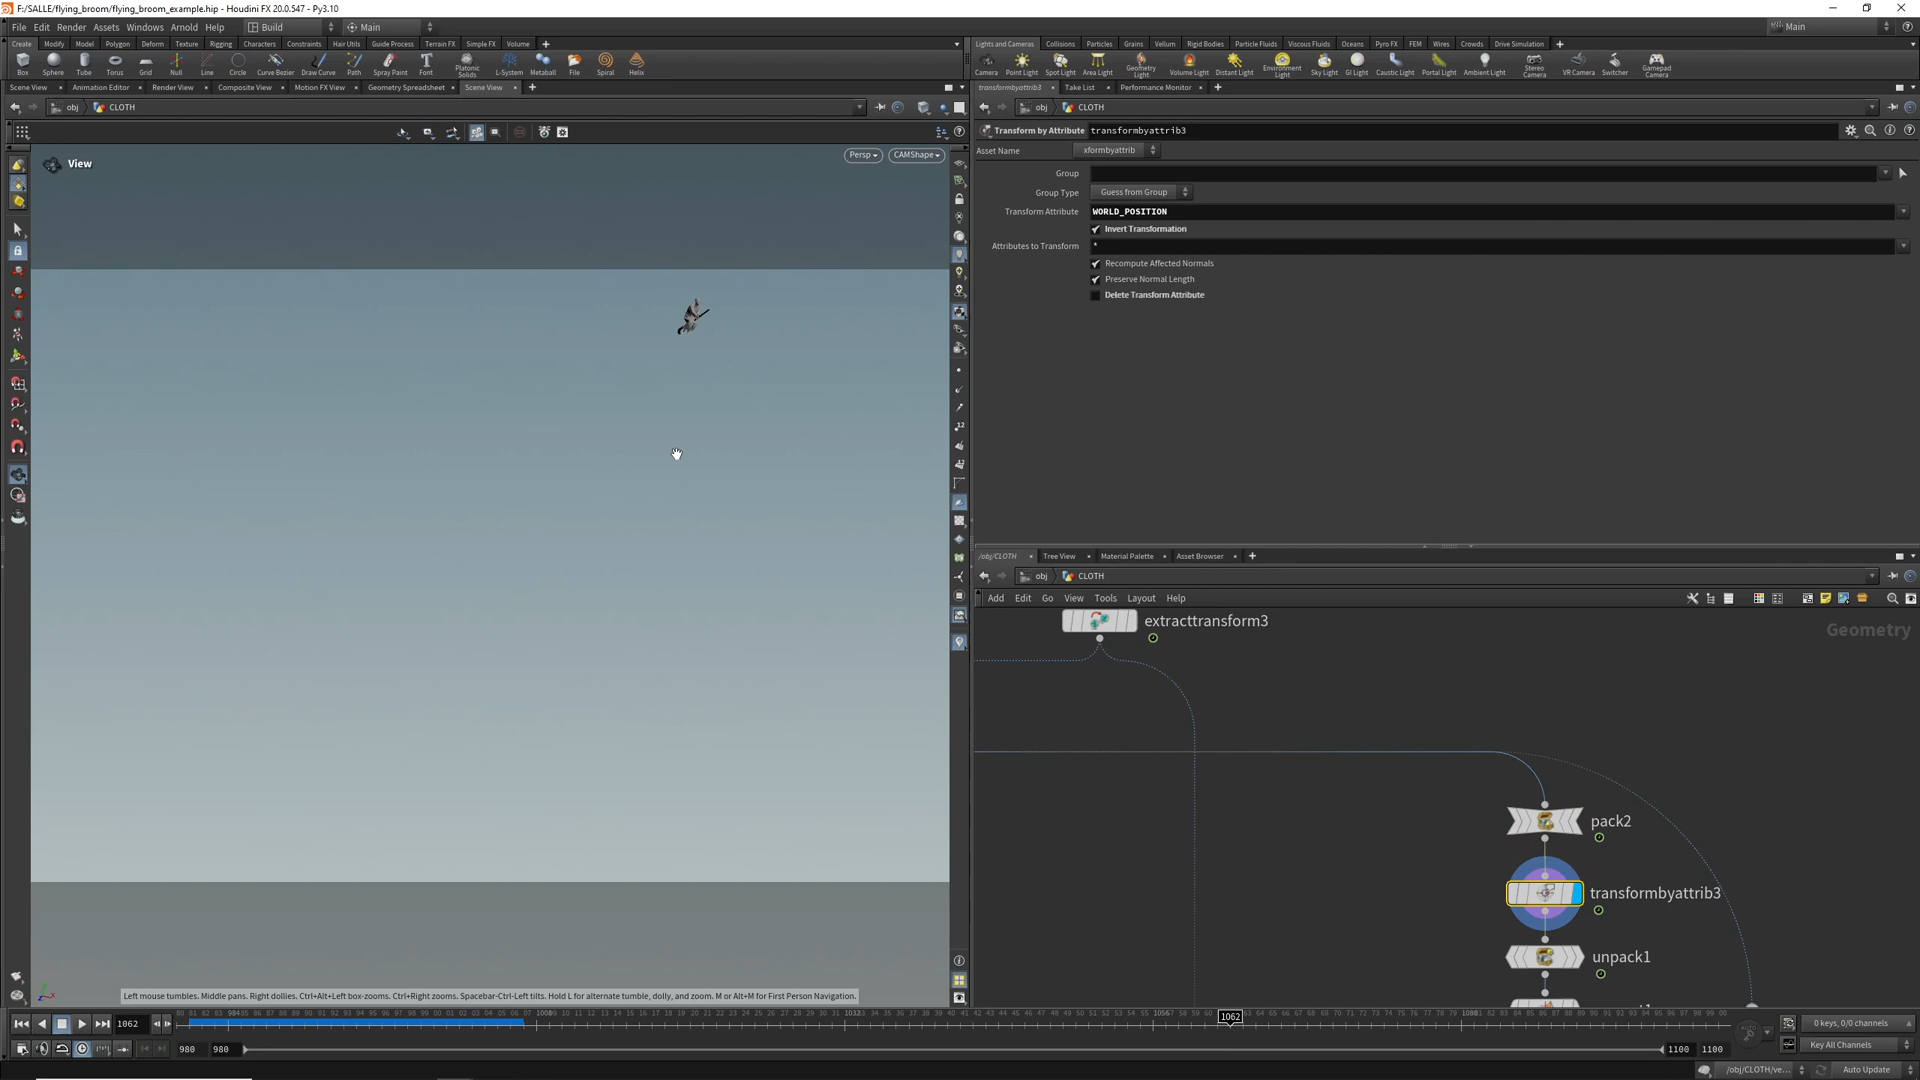 F:/SALLE/flying_broom/flying_broom_example.hip - Houdini FX 20.0.547 - Py3.10
File Edit Render Assets Windows Arnold Help Build Main
Main
Create Modify Model Polygon Deform Texture Rigging Characters Constraints Hair Utils Guide Process Terrain FX Simple FX Volume
Box Sphere Tube Torus Grid Null Line Circle Curve Bezier Draw Curve Path Spray Paint Font Platonic Solids L-System Metaball File Spiral Helix
Lights and Cameras Collisions Particles Grains Vellum Rigid Bodies Particle Fluids Viscous Fluids Oceans Pyro FX FEM Wires Crowds Drive Simulation
Camera Point Light Spot Light Area Light Geometry Light Volume Light Distant Light Environment Light Sky Light GI Light Caustic Light Portal Light Ambient Light Stereo Camera VR Camera Switcher Gamepad Camera
Scene View Animation Editor Render View Composite View Motion FX View Geometry Spreadsheet Scene View
transformbyattrib3 Take List Performance Monitor
obj CLOTH
obj CLOTH
Transform by Attribute transformbyattrib3
Asset Name xformbyattrib
View
Persp CAMShape
Group
Group Type Guess from Group
Transform Attribute WORLD_POSITION
Invert Transformation
Attributes to Transform *
Recompute Affected Normals
Preserve Normal Length
Delete Transform Attribute
/obj/CLOTH Tree View Material Palette Asset Browser
obj CLOTH
Add Edit Go View Tools Layout Help
Geometry
extracttransform3
pack2
transformbyattrib3
unpack1
Left mouse tumbles. Middle pans. Right dollies. Ctrl+Alt+Left box-zooms. Ctrl+Right zooms. Spacebar-Ctrl-Left tilts. Hold L for alternate tumble, dolly, and zoom. M or Alt+M for First Person Navigation.
1062
984 1008 1032 1056 1062 1080
0 keys, 0/0 channels
980 980 1100 1100
Key All Channels
/obj/CLOTH/ve... Auto Update